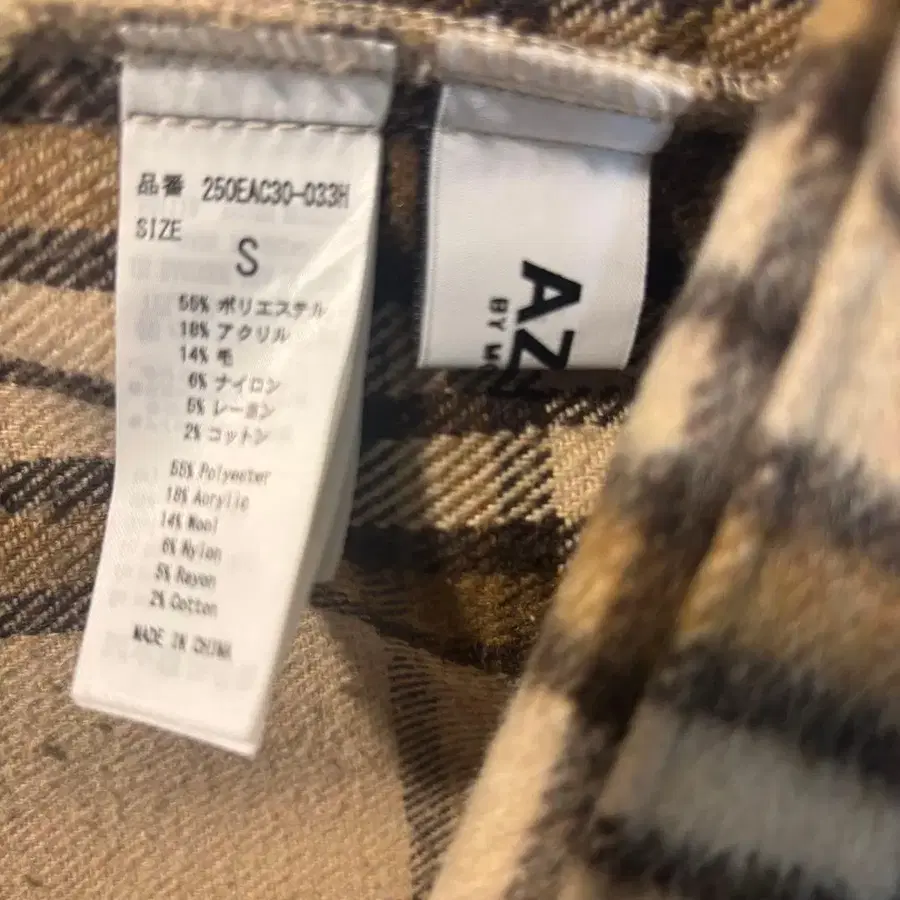 品番 250EAC30-033H
SIZE
S
55% ポリエステル
18% アクリル
14% 毛
6% ナイロン
5% レーヨン
2% コットン
55% Polyester
18% Acrylic
14% Wool
6% Nylon
5% Rayon
2% Cotton
MADE IN CHINA
AZ
BY MO